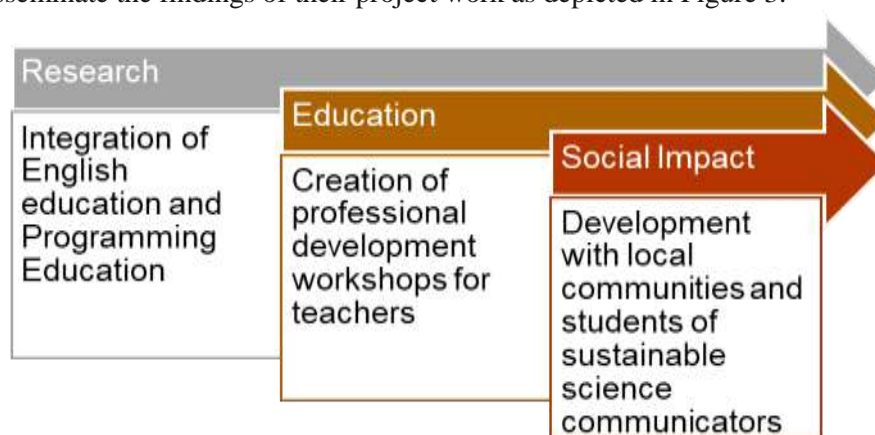 seminate the findings of their project work as depicted in Figure 3.
Research
Integration of
English
education and
Programming
Education
Education
Creation of
professional
development
workshops for
teachers
Social Impact
Development
with local
communities and
students of
sustainable
science
communicators